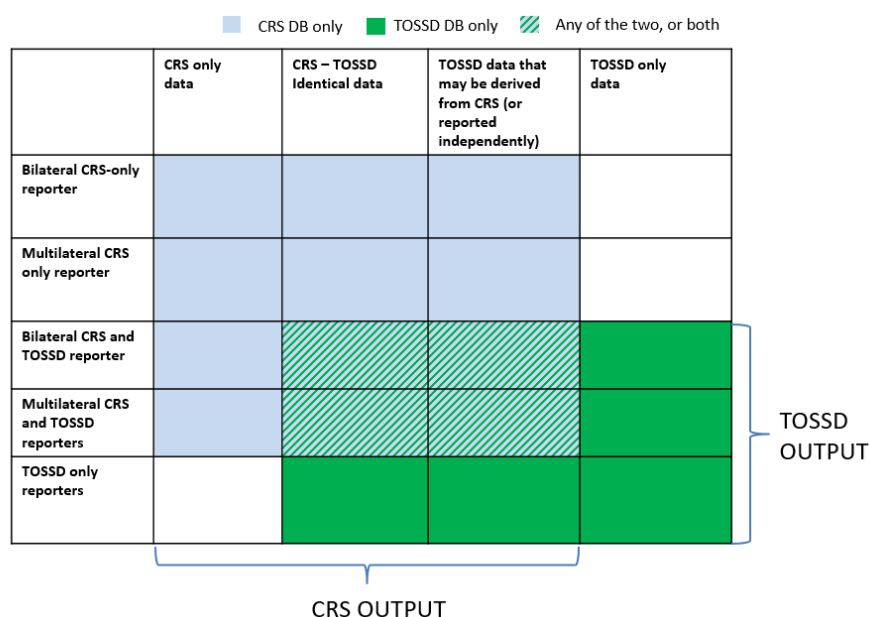 CRS DB only TOSSD DB only Any of the two, or both
CRS only
data
CRS – TOSSD
Identical data
TOSSD data that
may be derived
from CRS (or
reported
independently)
TOSSD only
data
Bilateral CRS-only
reporter
Multilateral CRS
only reporter
Bilateral CRS and
TOSSD reporter
Multilateral CRS
and TOSSD
reporters
TOSSD only
reporters
TOSSD
OUTPUT
CRS OUTPUT